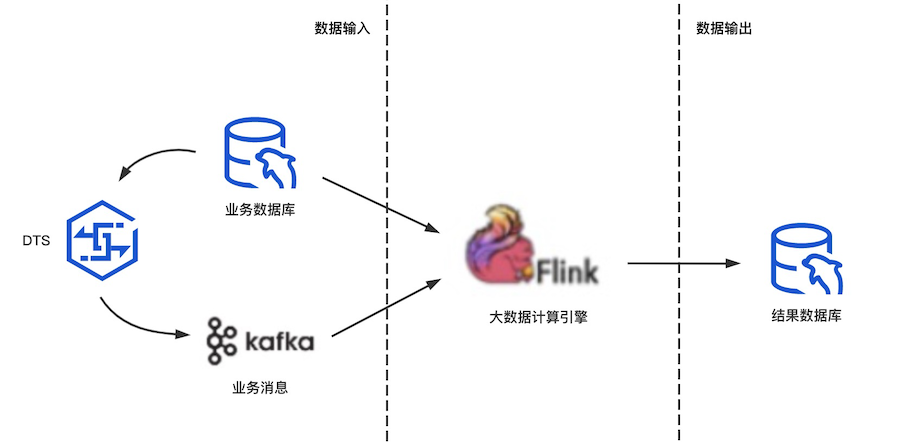 数据输入
数据输出
业务数据库
DTS
Flink
大数据计算引擎
结果数据库
kafka
业务消息